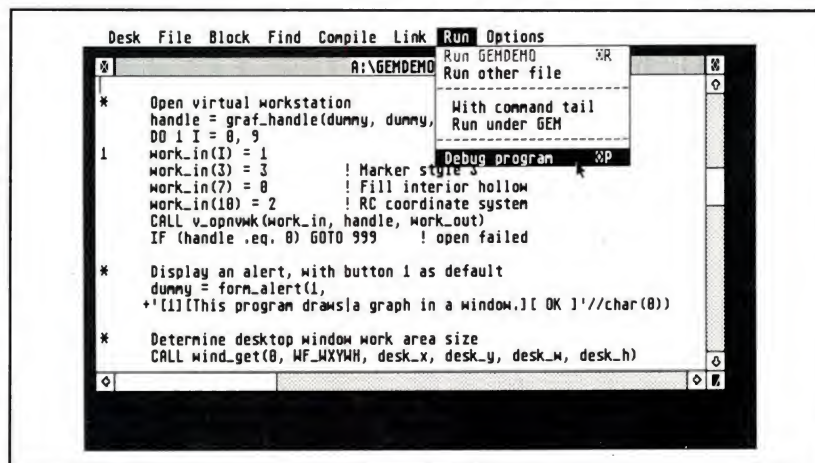 Desk File Block Find Compile Link Run Options
A:\GEMDEMO
Run GEMDEMO ⌘R
Run other file
With command tail
Run under GEM
Debug program ⌘P
* Open virtual workstation
handle = graf_handle(dummy, dummy,
DO 1 I = 0, 9
1 work_in(I) = 1
work_in(3) = 3 ! Marker style 3
work_in(7) = 0 ! Fill interior hollow
work_in(10) = 2 ! RC coordinate system
CALL v_opnvwk(work_in, handle, work_out)
IF (handle .eq. 0) GOTO 999 ! open failed
* Display an alert, with button 1 as default
dummy = form_alert(1,
+'[1][This program draws|a graph in a window.][ OK ]'//char(0))
* Determine desktop window work area size
CALL wind_get(0, WF_WXYWH, desk_x, desk_y, desk_w, desk_h)